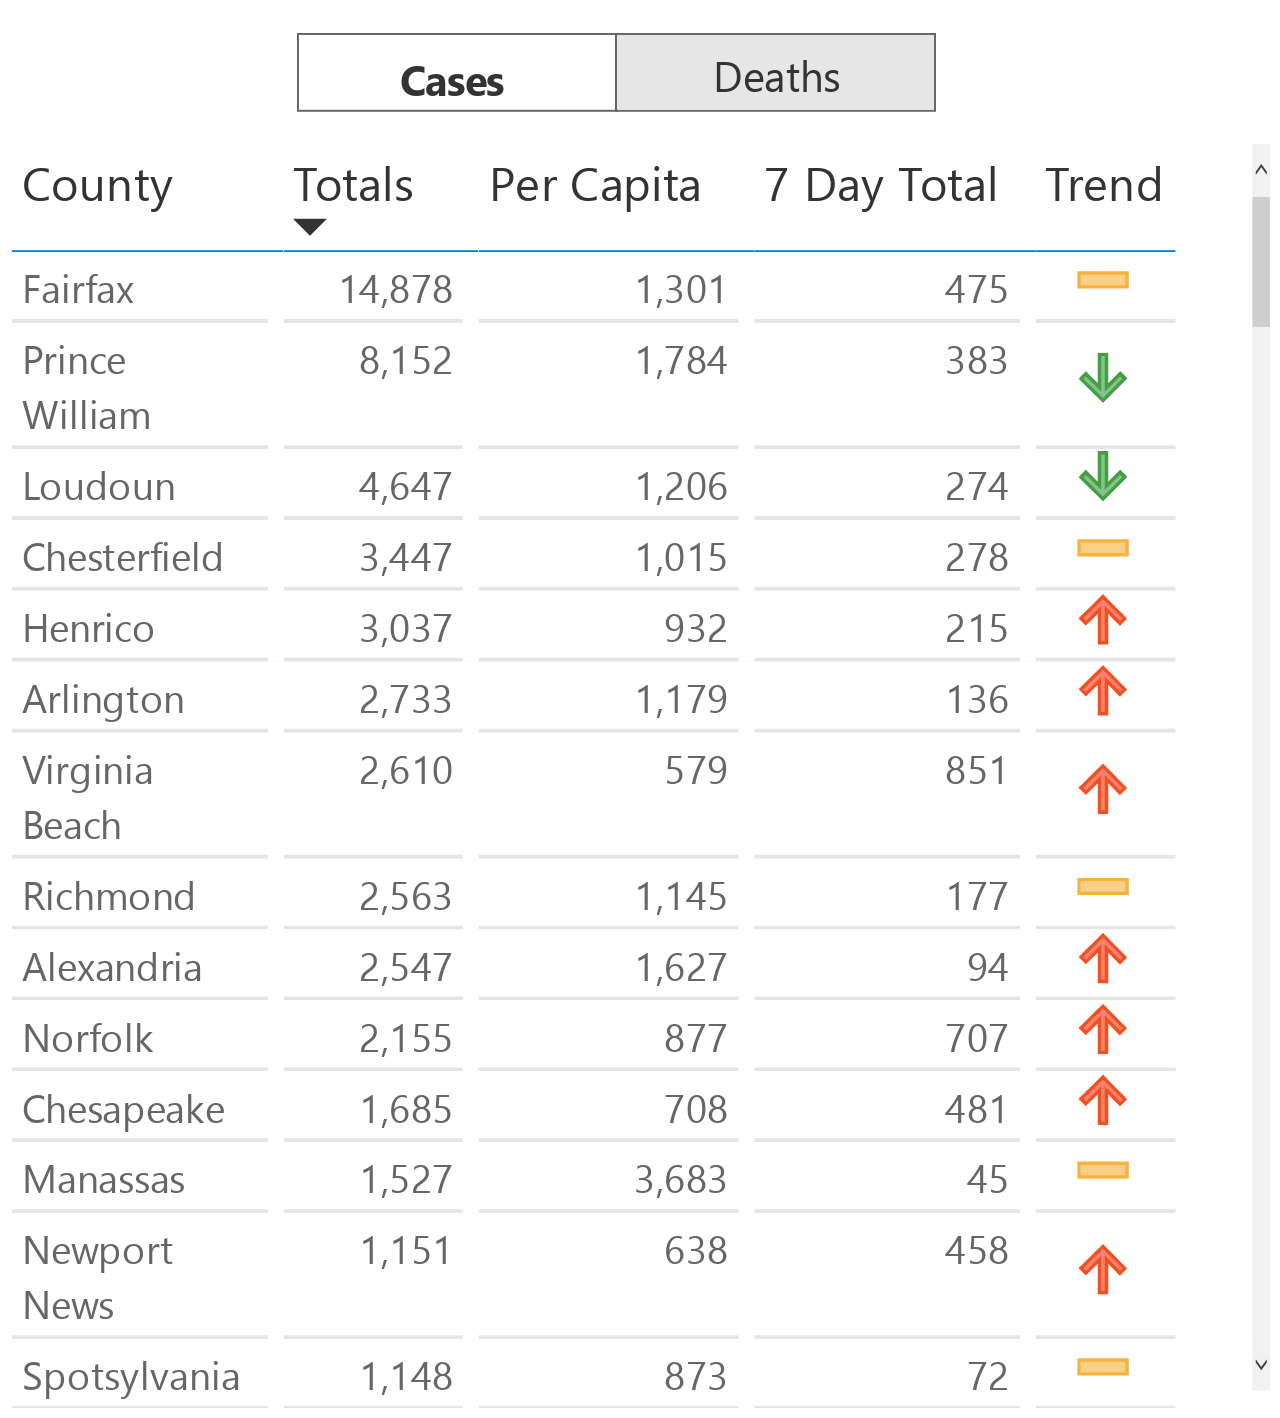 Cases Deaths
County Totals Per Capita 7 Day Total Trend
Fairfax 14,878 1,301 475
Prince 8,152 1,784 383
William
Loudoun 4,647 1,206 274
Chesterfield 3,447 1,015 278
Henrico 3,037 932 215
Arlington 2,733 1,179 136
Virginia 2,610 579 851
Beach
Richmond 2,563 1,145 177
Alexandria 2,547 1,627 94
Norfolk 2,155 877 707
Chesapeake 1,685 708 481
Manassas 1,527 3,683 45
Newport 1,151 638 458
News
Spotsylvania 1,148 873 72